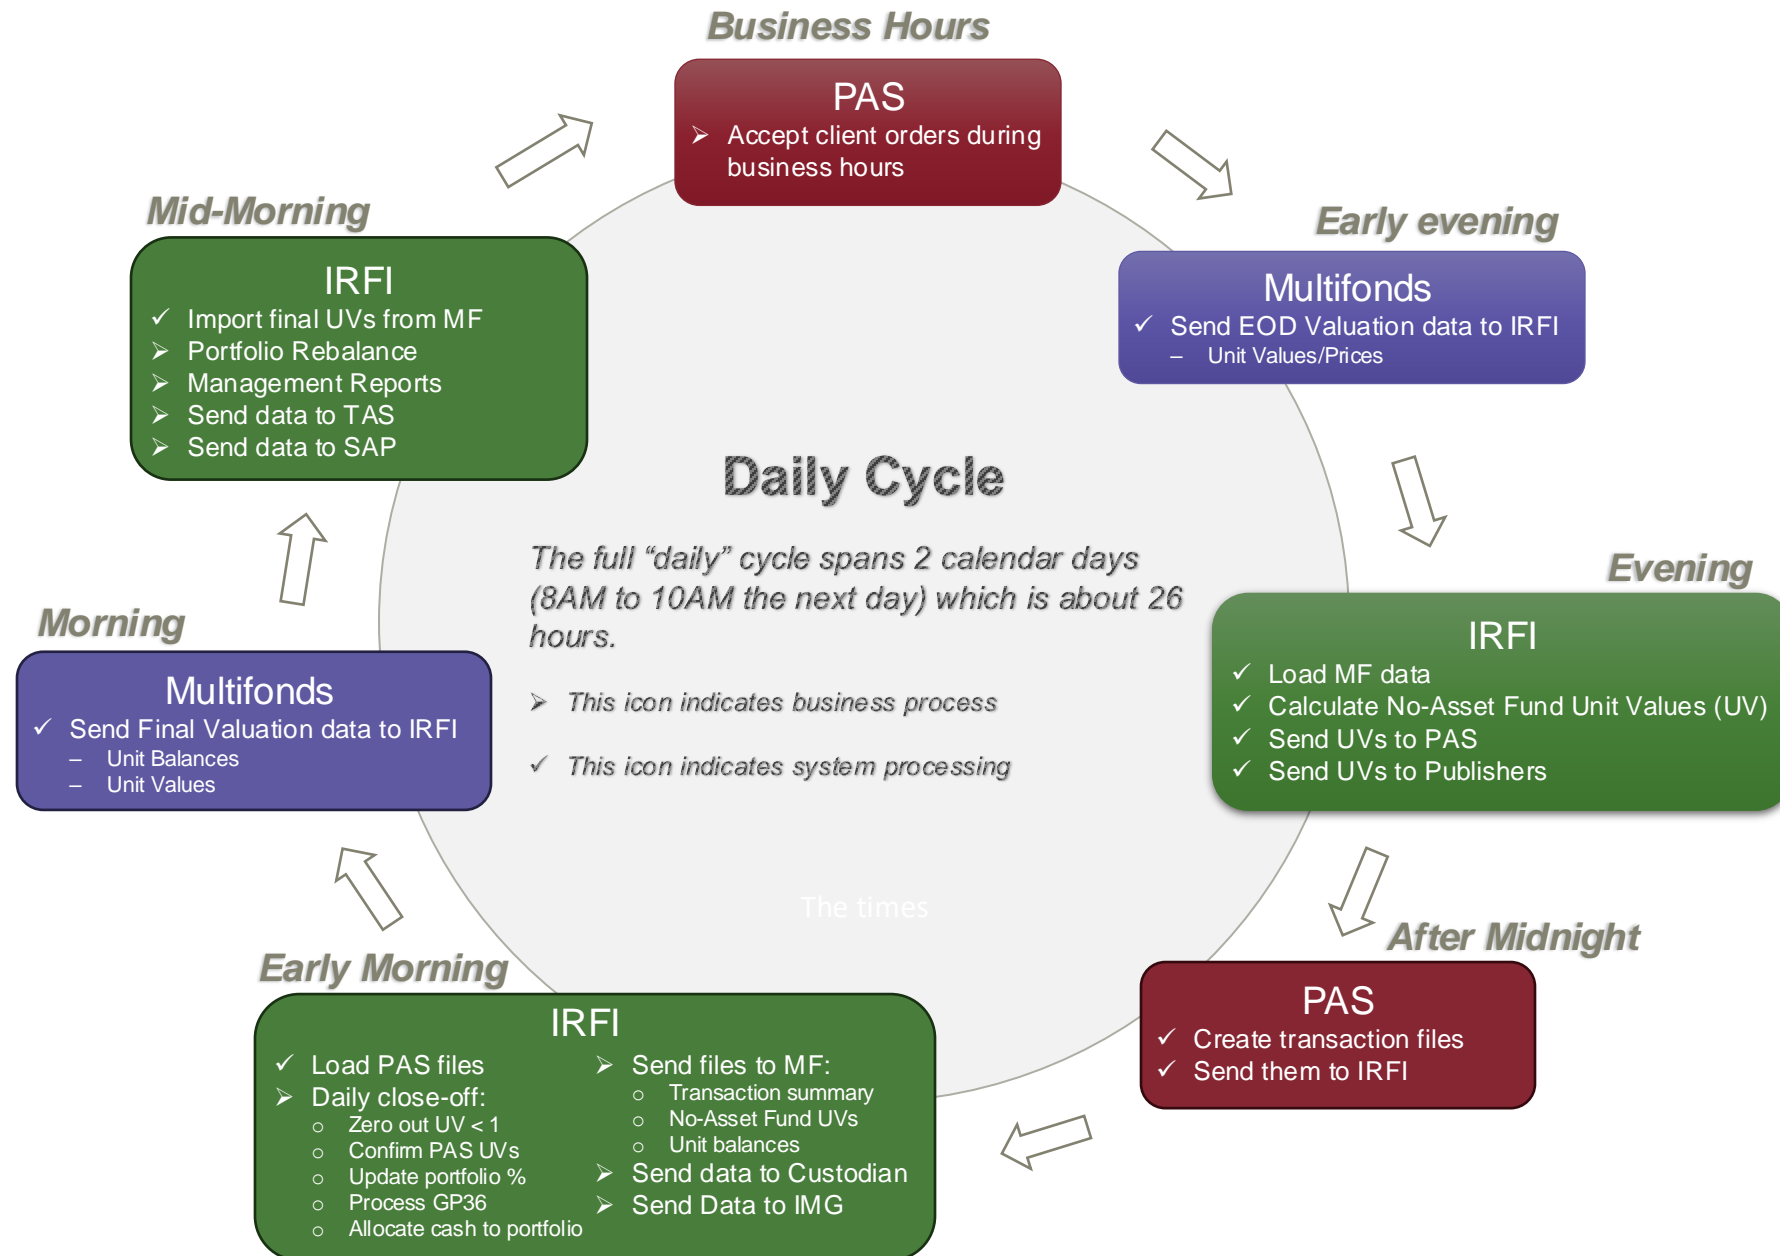 Business Hours
PAS
➢ Accept client orders during
business hours
Early evening
Multifonds
✓ Send EOD Valuation data to IRFI
– Unit Values/Prices
Evening
IRFI
✓ Load MF data
✓ Calculate No-Asset Fund Unit Values (UV)
✓ Send UVs to PAS
✓ Send UVs to Publishers
After Midnight
PAS
✓ Create transaction files
✓ Send them to IRFI
Early Morning
IRFI
✓ Load PAS files
➢ Daily close-off:
o Zero out UV < 1
o Confirm PAS UVs
o Update portfolio %
o Process GP36
o Allocate cash to portfolio
➢ Send files to MF:
o Transaction summary
o No-Asset Fund UVs
o Unit balances
➢ Send data to Custodian
➢ Send Data to IMG
Morning
Multifonds
✓ Send Final Valuation data to IRFI
– Unit Balances
– Unit Values
Mid-Morning
IRFI
✓ Import final UVs from MF
➢ Portfolio Rebalance
➢ Management Reports
➢ Send data to TAS
➢ Send data to SAP
Daily Cycle
The full “daily” cycle spans 2 calendar days
(8AM to 10AM the next day) which is about 26
hours.
➢ This icon indicates business process
✓ This icon indicates system processing
The times